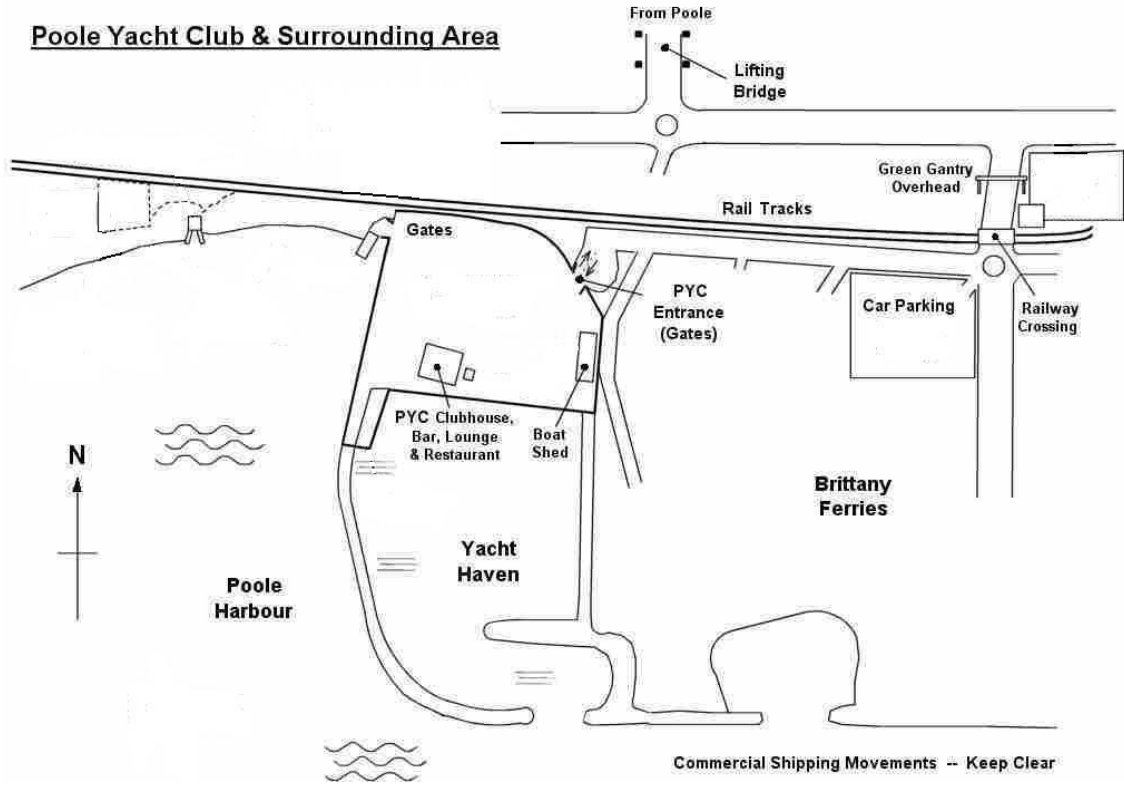 From Poole
Poole Yacht Club & Surrounding Area
Lifting
Bridge
Green Gantry
Overhead
Rail Tracks
Gates
PYC
Entrance
(Gates)
Car Parking
Railway
Crossing
PYC Clubhouse,
Bar, Lounge
& Restaurant
Boat
Shed
N
Brittany
Ferries
Yacht
Haven
Poole
Harbour
Commercial Shipping Movements -- Keep Clear